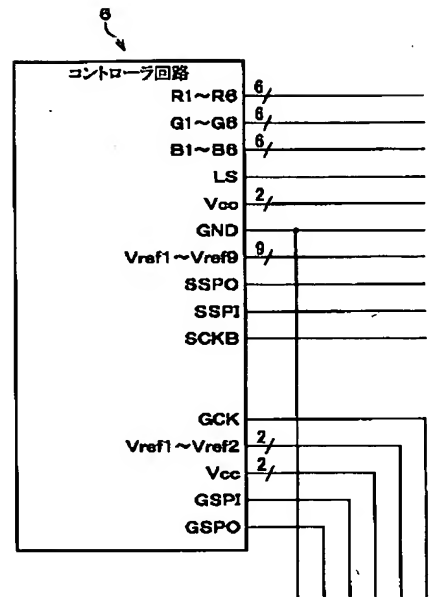 6
コントローラ回路
R1～R6 6
G1～G6 6
B1～B6 6
LS
Vcc 2
GND
Vref1～Vref9 9
SSPO
SSPI
SCKB
GCK
Vref1～Vref2 2
Vcc 2
GSPI
GSPO